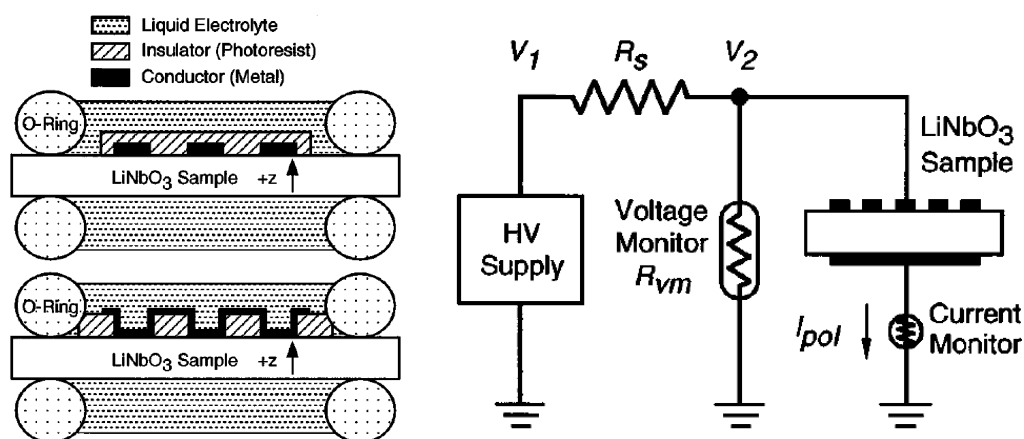 Liquid Electrolyte
Insulator (Photoresist)
Conductor (Metal)
O-Ring
LiNbO3 Sample +z
O-Ring
LiNbO3 Sample +z
V1
Rs
V2
HV
Supply
Voltage
Monitor
Rvm
LiNbO3
Sample
Ipol
Current
Monitor